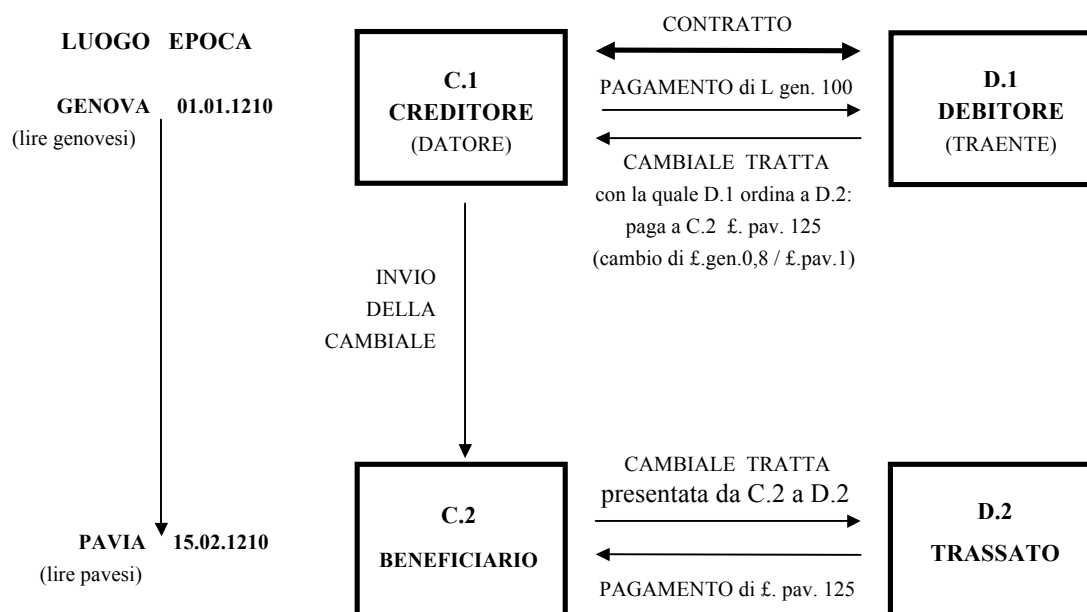 LUOGO EPOCA
GENOVA 01.01.1210
(lire genovesi)
C.1
CREDITORE
(DATORE)
CONTRATTO
PAGAMENTO di L gen. 100
CAMBIALE TRATTA
con la quale D.1 ordina a D.2:
paga a C.2 £. pav. 125
(cambio di £.gen.0,8 / £.pav.1)
D.1
DEBITORE
(TRAENTE)
INVIO
DELLA
CAMBIALE
PAVIA 15.02.1210
(lire pavesi)
C.2
BENEFICIARIO
CAMBIALE TRATTA
presentata da C.2 a D.2
PAGAMENTO di £. pav. 125
D.2
TRASSATO